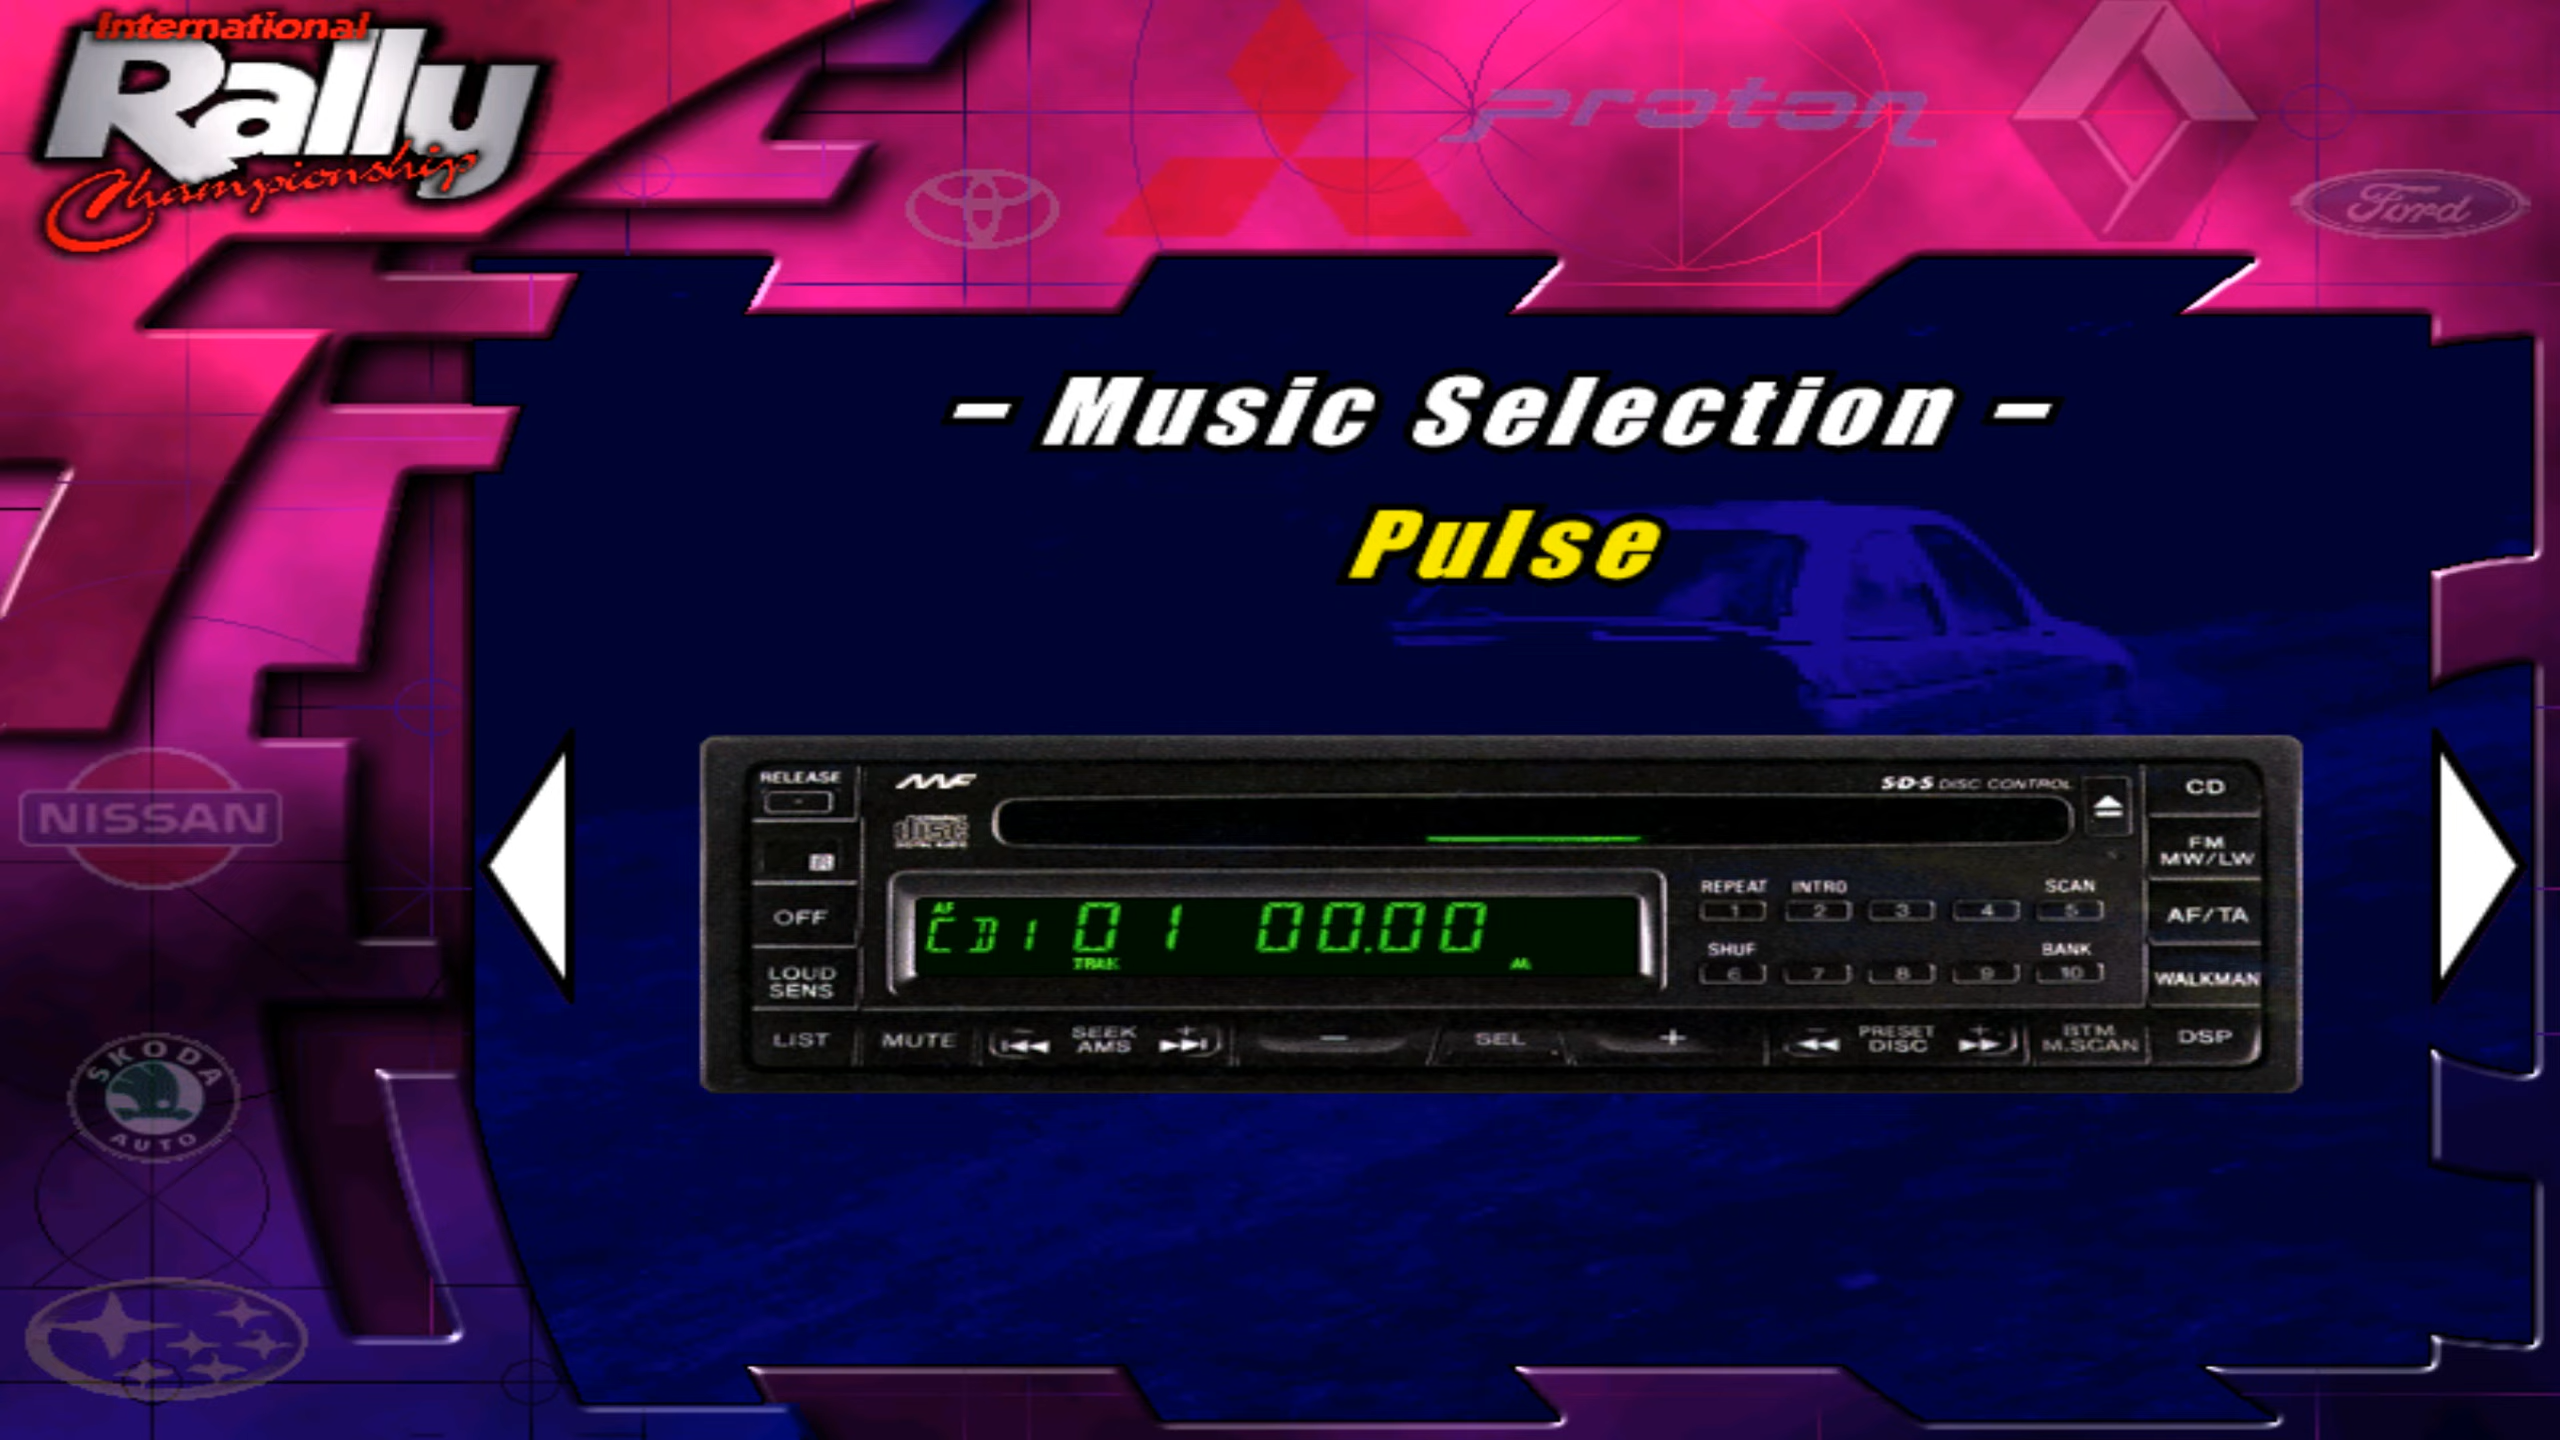 International
Rally
Championship
proton
Ford
– Music Selection –
Pulse
NISSAN
SKODA
AUTO
RELEASE
S·D·S DISC CONTROL
CD
disc
FM
MW/LW
REPEAT INTRO SCAN
1 2 3 4 5
OFF
AF
CD1 01 00.00
TRAK
AF/TA
SHUF BANK
6 7 8 9 10
LOUD
SENS
WALKMAN
LIST
MUTE
– SEEK +
AMS
– SEL +
– PRESET +
DISC
BTM
M.SCAN
DSP